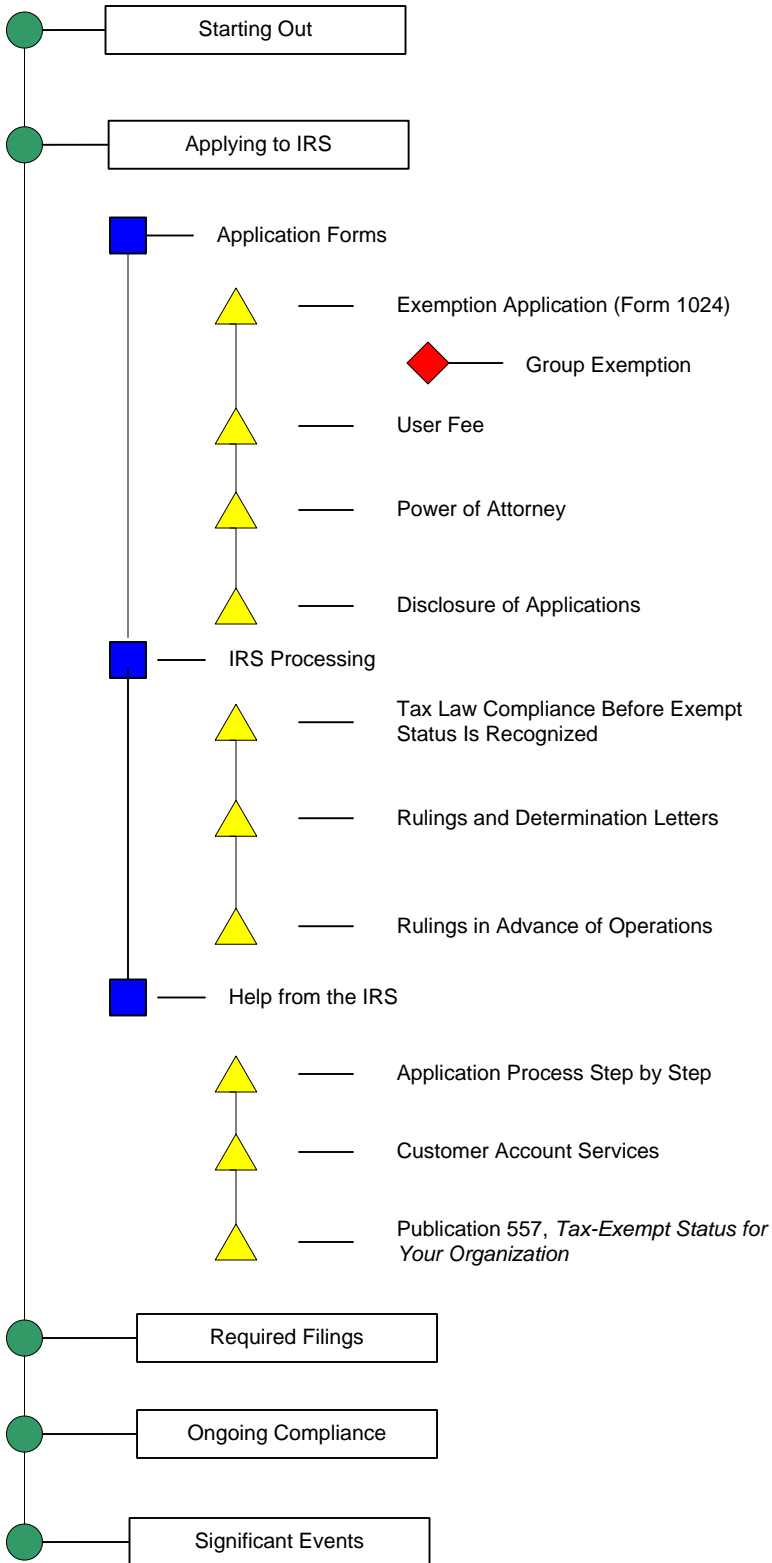 Starting Out
Applying to IRS
Application Forms
Exemption Application (Form 1024)
Group Exemption
User Fee
Power of Attorney
Disclosure of Applications
IRS Processing
Tax Law Compliance Before Exempt
Status Is Recognized
Rulings and Determination Letters
Rulings in Advance of Operations
Help from the IRS
Application Process Step by Step
Customer Account Services
Publication 557, Tax-Exempt Status for
Your Organization
Required Filings
Ongoing Compliance
Significant Events